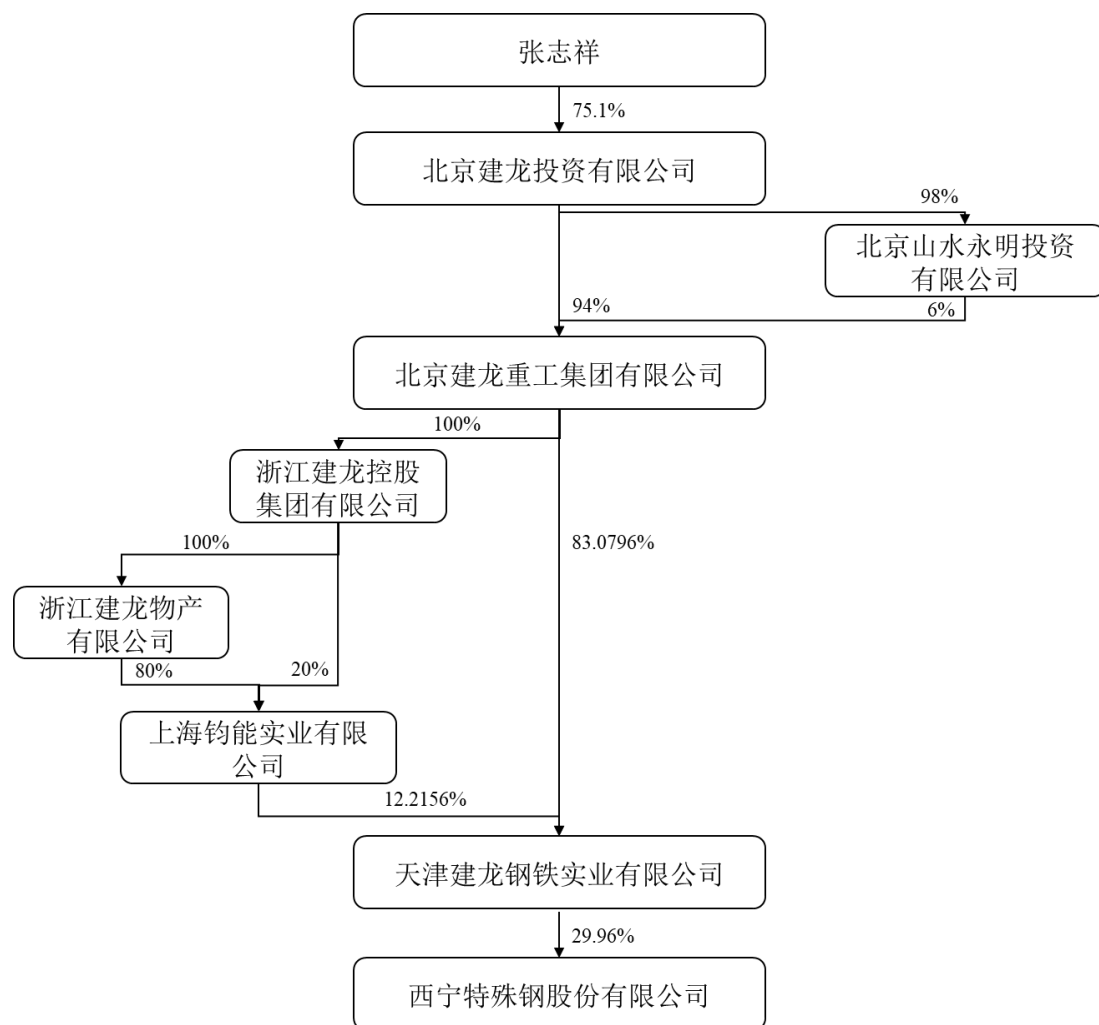 张志祥
75.1%
北京建龙投资有限公司
98%
北京山水永明投资
有限公司
94%
6%
北京建龙重工集团有限公司
100%
浙江建龙控股
集团有限公司
100%
83.0796%
浙江建龙物产
有限公司
80%
20%
上海钧能实业有限
公司
12.2156%
天津建龙钢铁实业有限公司
29.96%
西宁特殊钢股份有限公司